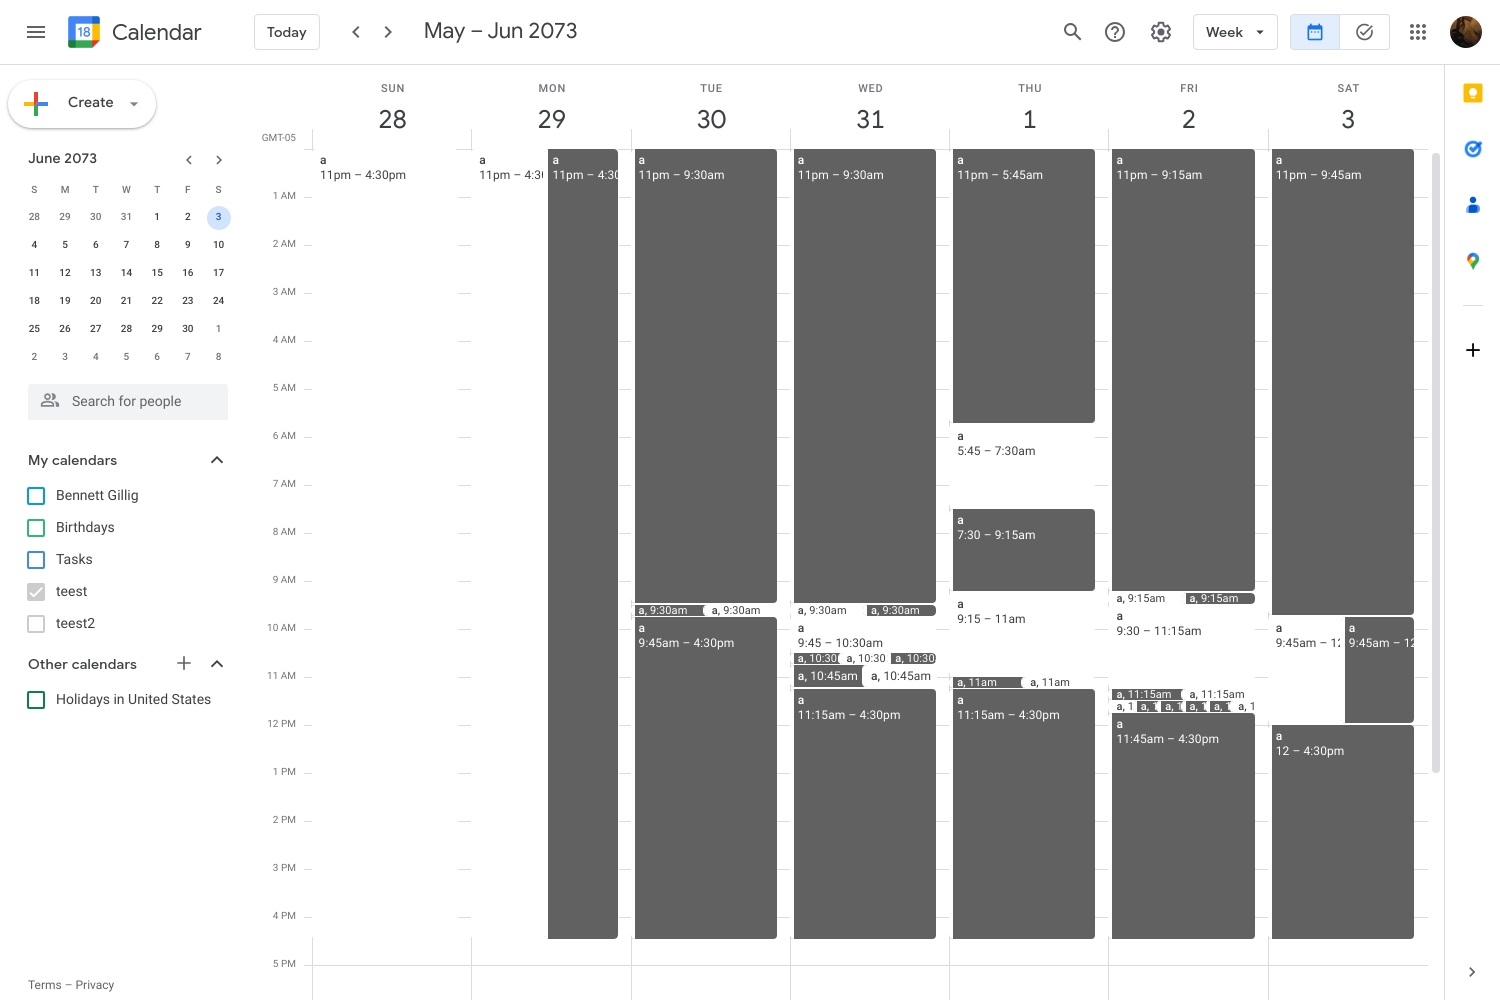 18 Calendar Today May – Jun 2073 Week
Create
SUN MON TUE WED THU FRI SAT
28 29 30 31 1 2 3
GMT-05
June 2073
S M T W T F S
28 29 30 31 1 2 3
4 5 6 7 8 9 10
11 12 13 14 15 16 17
18 19 20 21 22 23 24
25 26 27 28 29 30 1
2 3 4 5 6 7 8
Search for people
My calendars
Bennett Gillig
Birthdays
Tasks
teest
teest2
Other calendars
Holidays in United States
Terms – Privacy
1 AM
2 AM
3 AM
4 AM
5 AM
6 AM
7 AM
8 AM
9 AM
10 AM
11 AM
12 PM
1 PM
2 PM
3 PM
4 PM
5 PM
a
11pm – 4:30pm
a
11pm – 4:30
a
11pm – 4:30
a
11pm – 9:30am
a, 9:30am
a, 9:30am
a
9:45am – 4:30pm
a
11pm – 9:30am
a, 9:30am
a, 9:30am
a
9:45 – 10:30am
a, 10:30
a, 10:30
a, 10:30
a, 10:45am
a, 10:45am
a
11:15am – 4:30pm
a
11pm – 5:45am
a
5:45 – 7:30am
a
7:30 – 9:15am
a
9:15 – 11am
a, 11am
a, 11am
a
11:15am – 4:30pm
a
11pm – 9:15am
a, 9:15am
a, 9:15am
a
9:30 – 11:15am
a, 11:15am
a, 11:15am
a, 1
a, 1
a, 1
a, 1
a, 1
a, 1
a
11:45am – 4:30pm
a
11pm – 9:45am
a
9:45am – 12
a
9:45am – 12
a
12 – 4:30pm